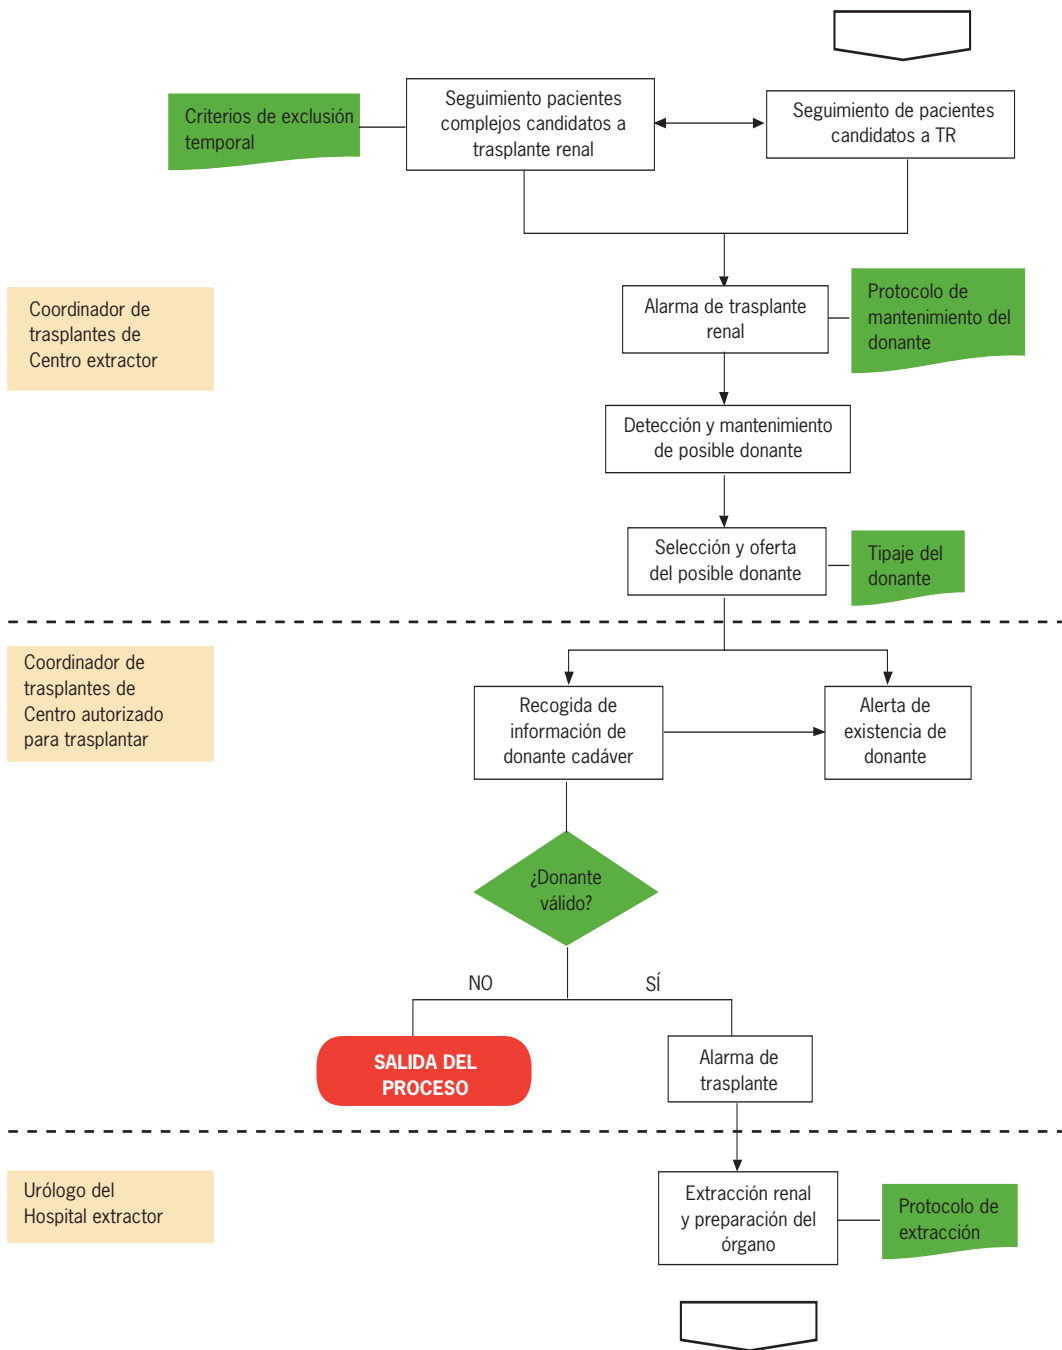 Criterios de exclusión
temporal
Seguimiento pacientes
complejos candidatos a
trasplante renal
Seguimiento de pacientes
candidatos a TR
Coordinador de
trasplantes de
Centro extractor
Alarma de trasplante
renal
Protocolo de
mantenimiento del
donante
Detección y mantenimiento
de posible donante
Selección y oferta
del posible donante
Tipaje del
donante
Coordinador de
trasplantes de
Centro autorizado
para trasplantar
Recogida de
información de
donante cadáver
Alerta de
existencia de
donante
¿Donante
válido?
NO
SÍ
SALIDA DEL
PROCESO
Alarma de
trasplante
Urólogo del
Hospital extractor
Extracción renal
y preparación del
órgano
Protocolo de
extracción